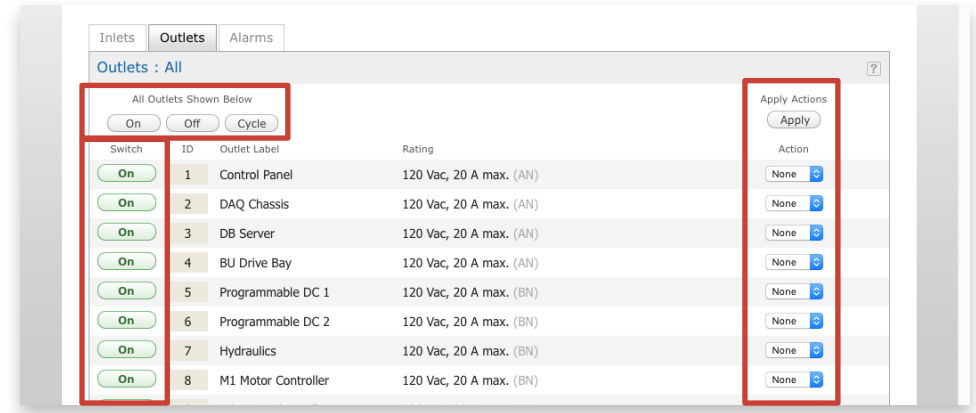 Inlets Outlets Alarms
Outlets : All ?
All Outlets Shown Below Apply Actions
On Off Cycle Apply
Switch ID Outlet Label Rating Action
On 1 Control Panel 120 Vac, 20 A max. (AN) None
On 2 DAQ Chassis 120 Vac, 20 A max. (AN) None
On 3 DB Server 120 Vac, 20 A max. (AN) None
On 4 BU Drive Bay 120 Vac, 20 A max. (AN) None
On 5 Programmable DC 1 120 Vac, 20 A max. (BN) None
On 6 Programmable DC 2 120 Vac, 20 A max. (BN) None
On 7 Hydraulics 120 Vac, 20 A max. (BN) None
On 8 M1 Motor Controller 120 Vac, 20 A max. (BN) None